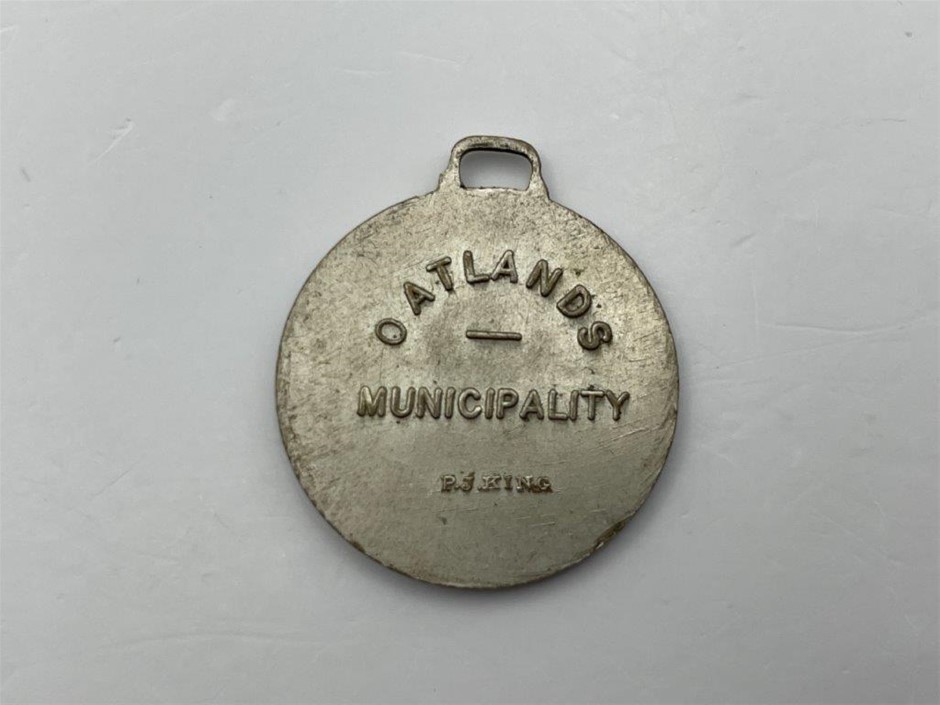 OATLANDS
—
MUNICIPALITY
P.J.KING